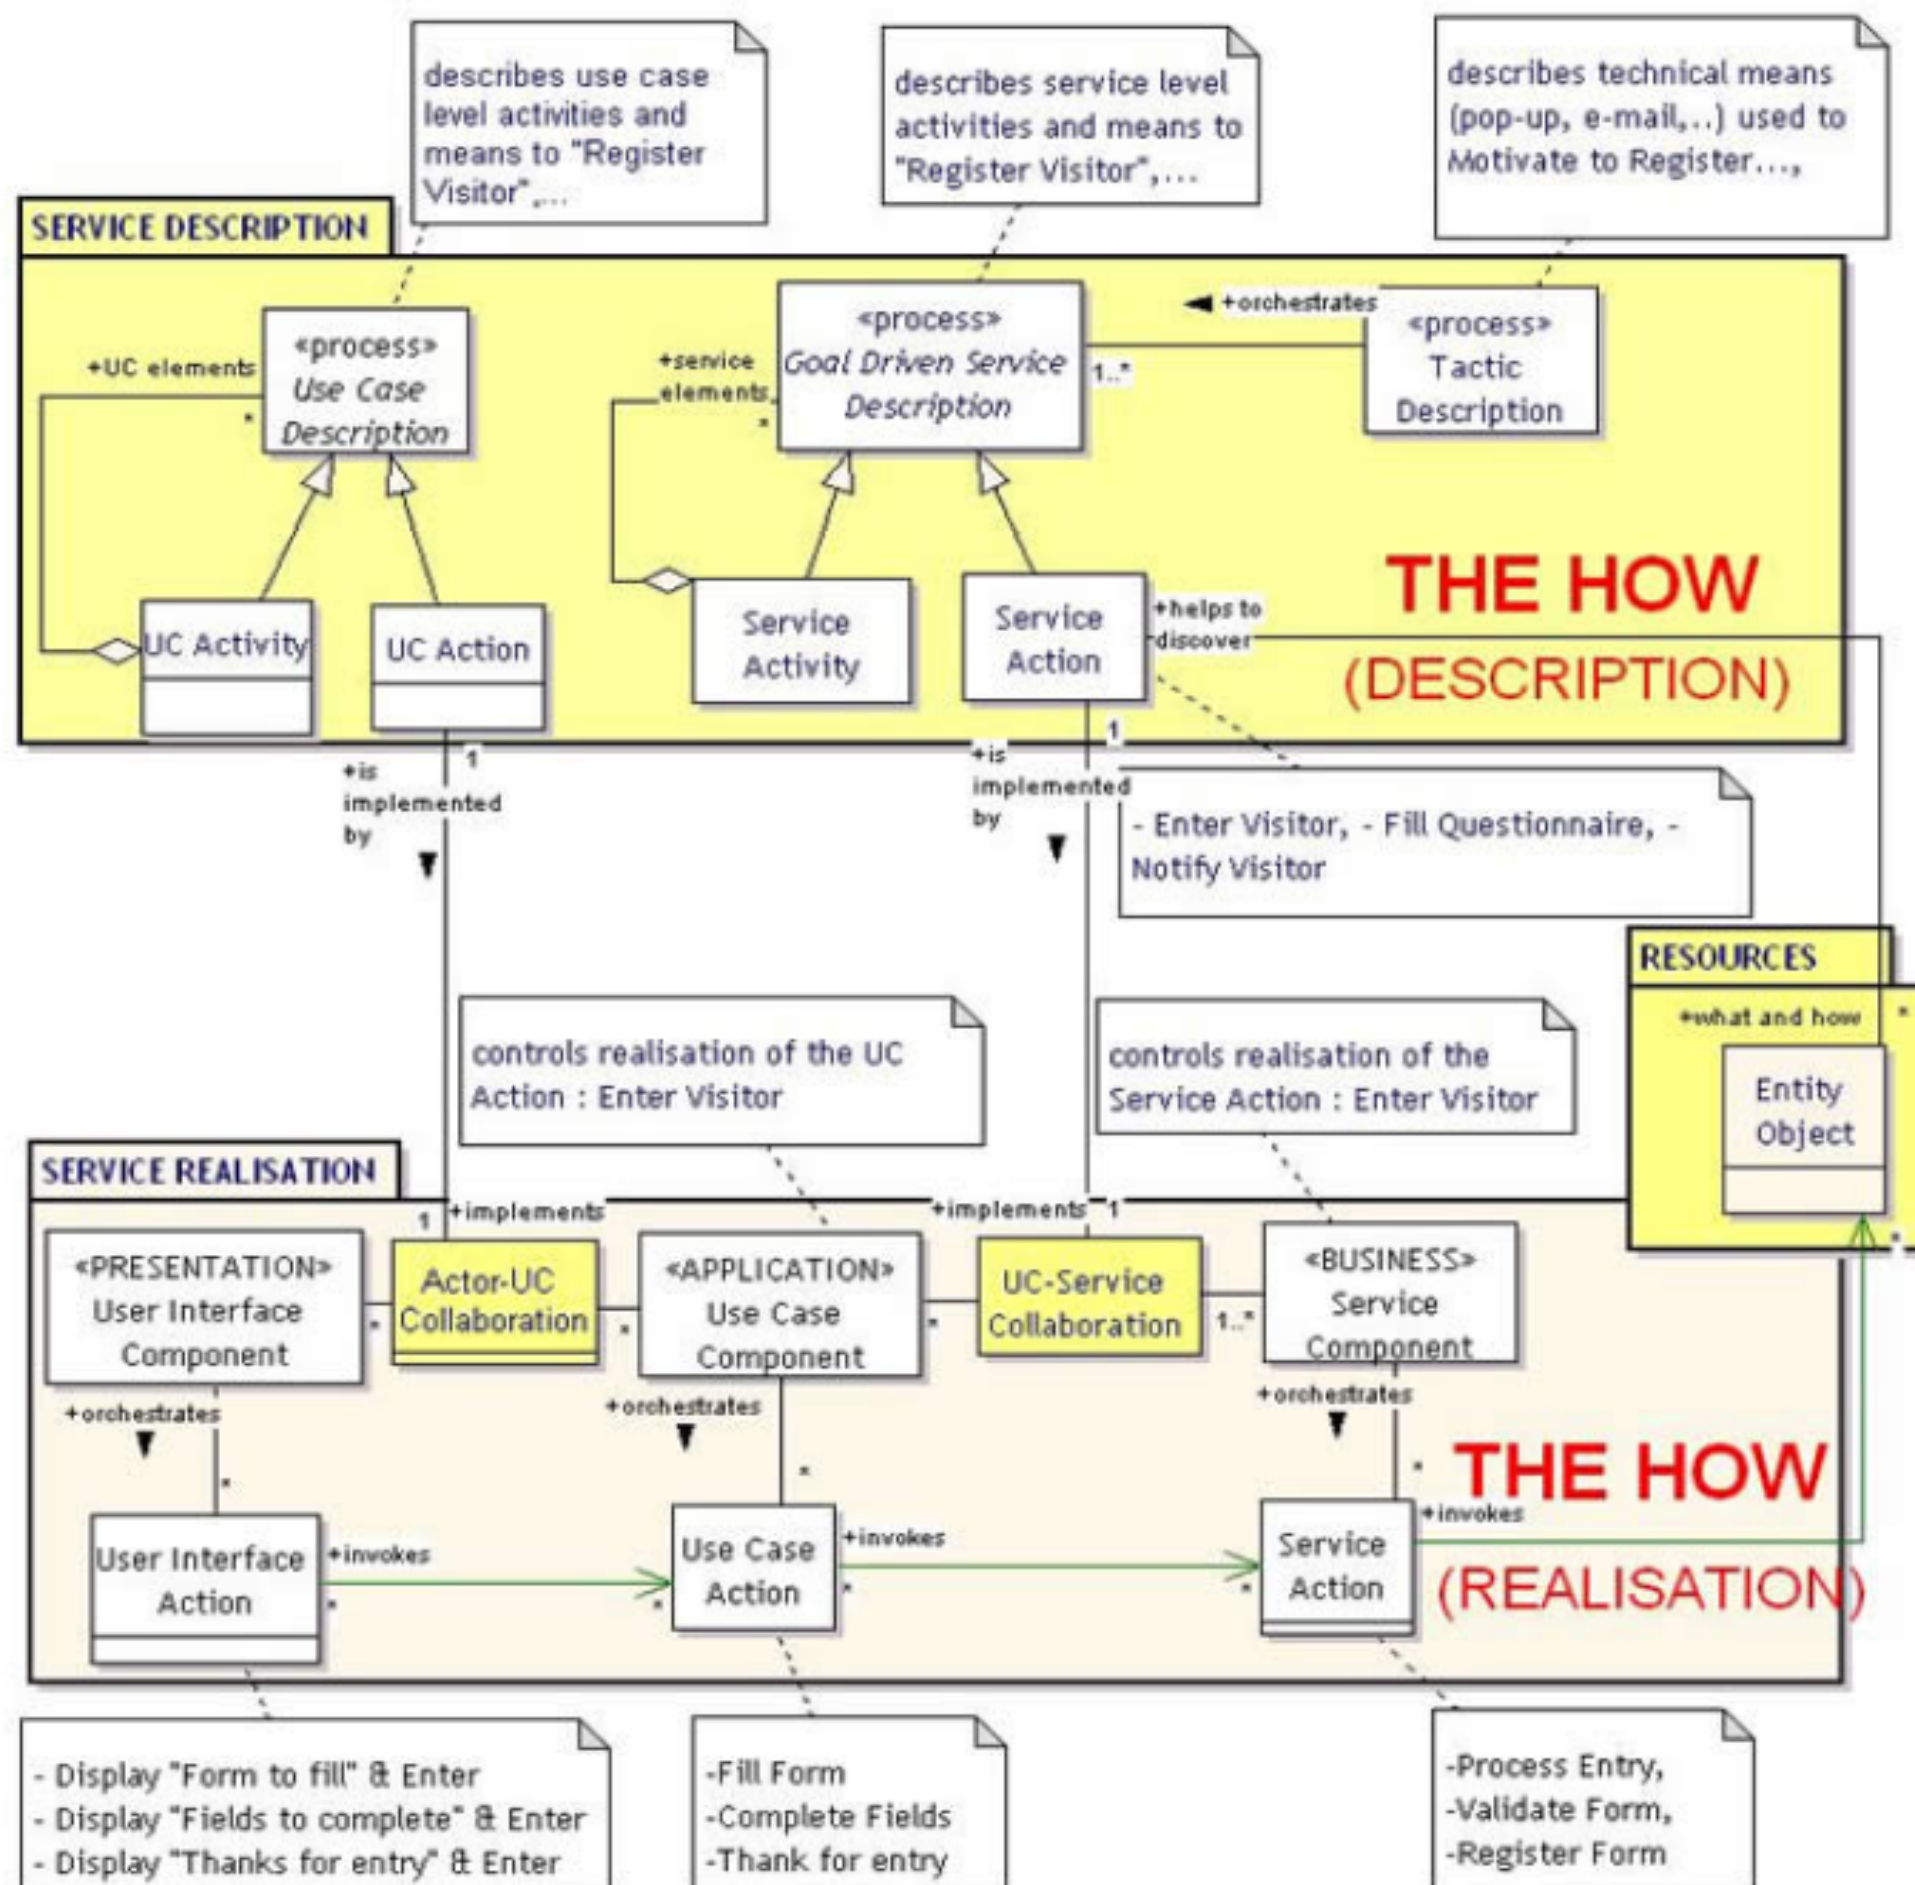 describes use case
level activities and
means to "Register
Visitor",...
describes service level
activities and means to
"Register Visitor",...
describes technical means
(pop-up, e-mail,..) used to
Motivate to Register...,
SERVICE DESCRIPTION
«process»
Use Case
Description
+UC elements
*
«process»
Goal Driven Service
Description
+service
elements
*
+orchestrates
1..*
«process»
Tactic
Description
UC Activity
UC Action
Service
Activity
Service
Action
+helps to
discover
THE HOW
(DESCRIPTION)
1
+is
implemented
by
1
+is
implemented
by
- Enter Visitor, - Fill Questionnaire, -
Notify Visitor
RESOURCES
+what and how
*
Entity
Object
*
controls realisation of the UC
Action : Enter Visitor
controls realisation of the
Service Action : Enter Visitor
SERVICE REALISATION
1
+implements
+implements
1
«PRESENTATION»
User Interface
Component
*
Actor-UC
Collaboration
*
«APPLICATION»
Use Case
Component
*
UC-Service
Collaboration
1..*
«BUSINESS»
Service
Component
+orchestrates
*
+orchestrates
*
+orchestrates
*
THE HOW
(REALISATION)
User Interface
Action
+invokes
*
*
Use Case
Action
+invokes
*
*
Service
Action
+invokes
- Display "Form to fill" & Enter
- Display "Fields to complete" & Enter
- Display "Thanks for entry" & Enter
-Fill Form
-Complete Fields
-Thank for entry
-Process Entry,
-Validate Form,
-Register Form